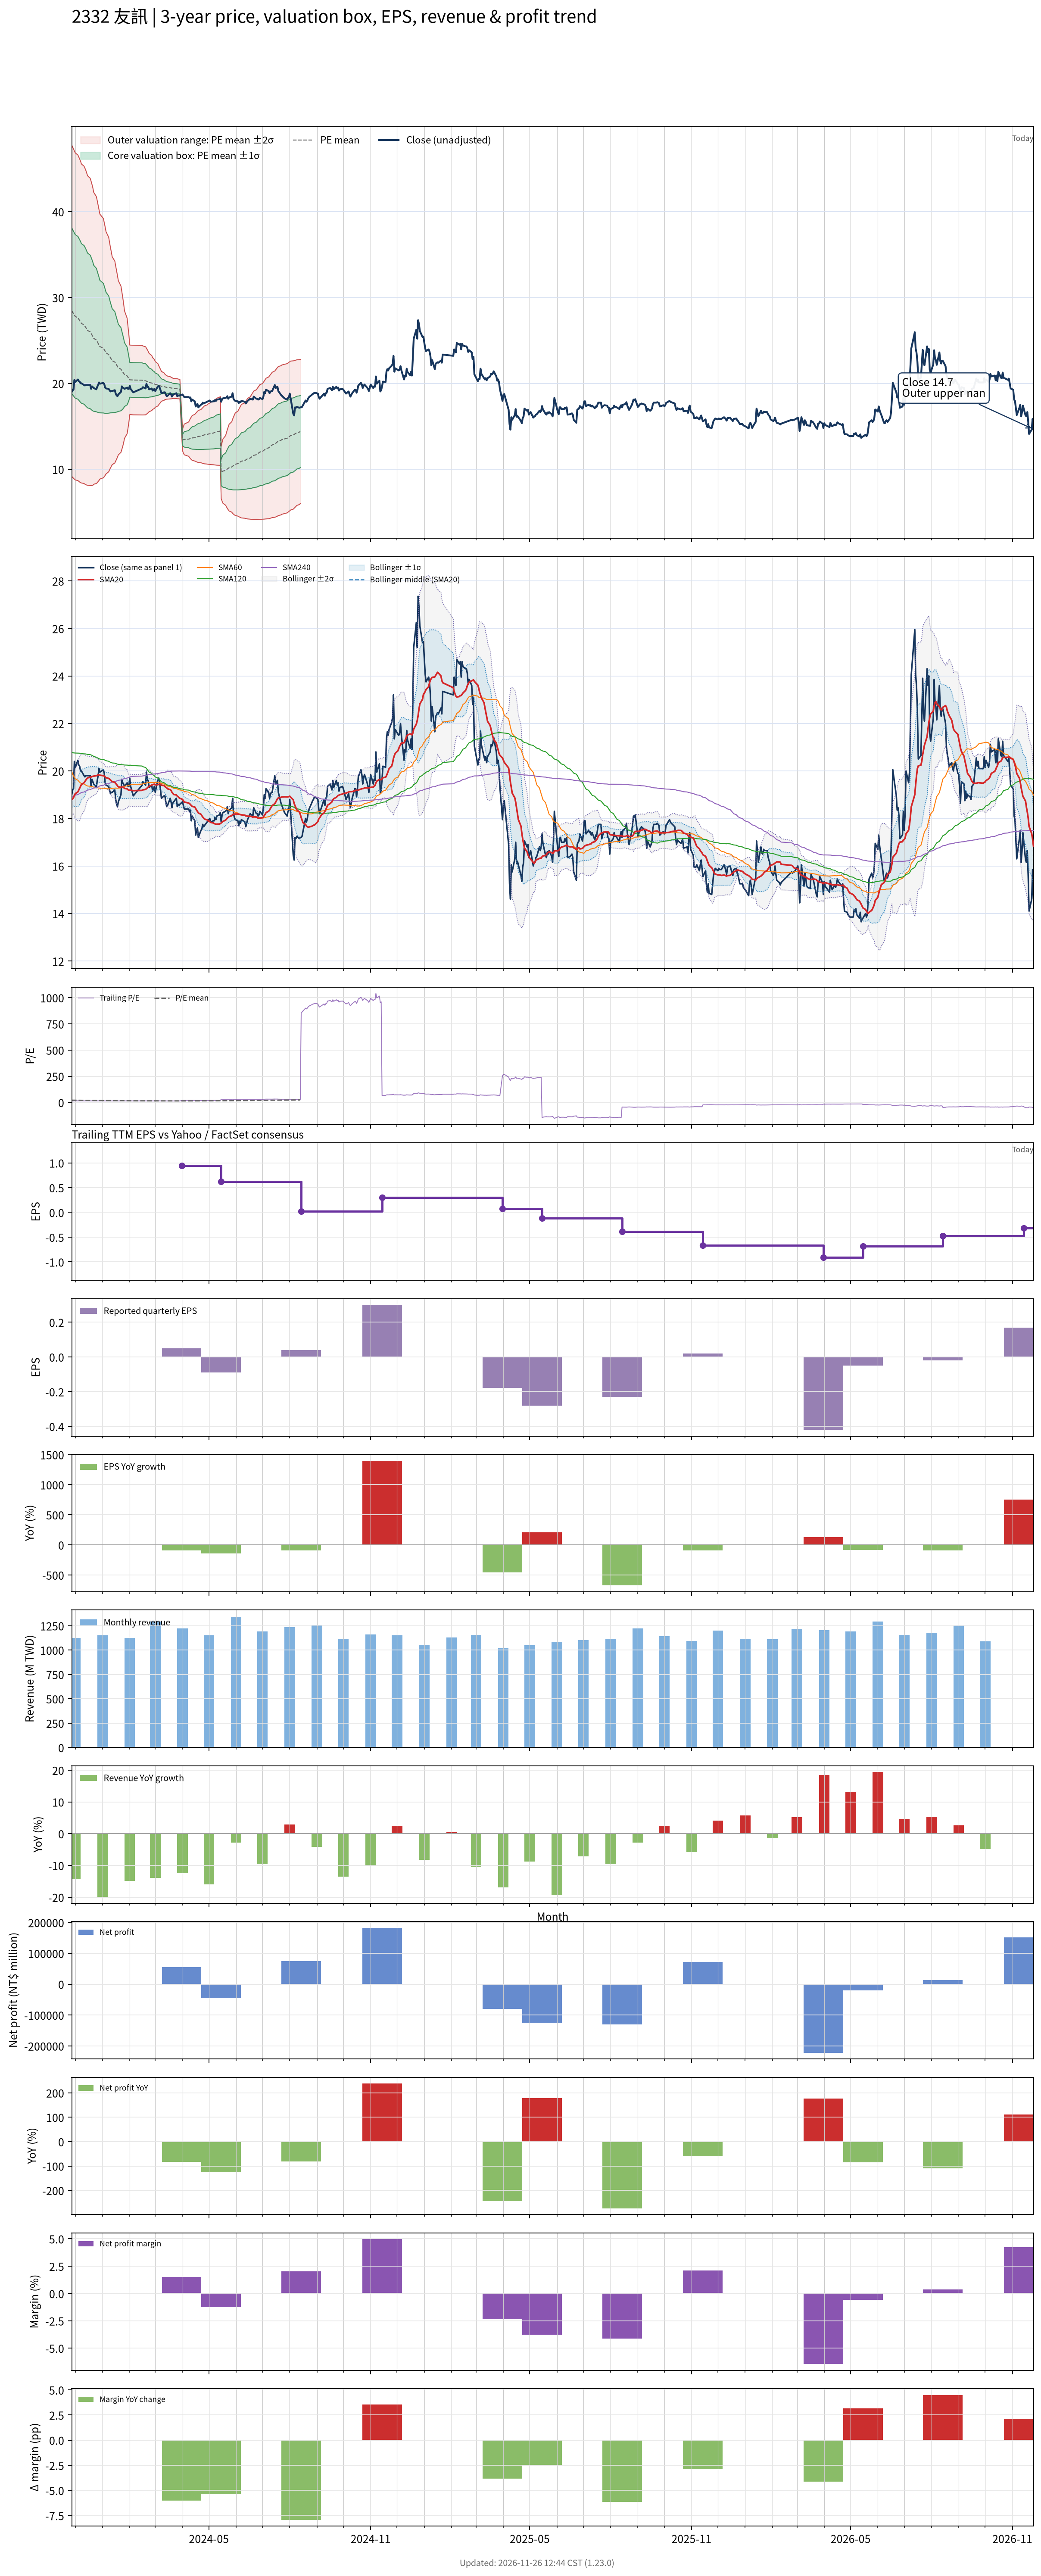 2332 友訊 | 3-year price, valuation box, EPS, revenue & profit trend
Outer valuation range: PE mean ±2σ
PE mean
Close (unadjusted)
Core valuation box: PE mean ±1σ
Today
Price (TWD)
40
30
20
10
Close 14.7
Outer upper nan
Close (same as panel 1)
SMA20
SMA60
SMA120
SMA240
Bollinger ±2σ
Bollinger ±1σ
Bollinger middle (SMA20)
Price
28
26
24
22
20
18
16
14
12
Trailing P/E
P/E mean
P/E
1000
750
500
250
0
Trailing TTM EPS vs Yahoo / FactSet consensus
Today
EPS
1.0
0.5
0.0
-0.5
-1.0
Reported quarterly EPS
EPS
0.2
0.0
-0.2
-0.4
EPS YoY growth
YoY (%)
1500
1000
500
0
-500
Monthly revenue
Revenue (M TWD)
1250
1000
750
500
250
0
Revenue YoY growth
YoY (%)
20
10
0
-10
-20
Month
Net profit
Net profit (NT$ million)
200000
100000
0
-100000
-200000
Net profit YoY
YoY (%)
200
100
0
-100
-200
Net profit margin
Margin (%)
5.0
2.5
0.0
-2.5
-5.0
Margin YoY change
Δ margin (pp)
5.0
2.5
0.0
-2.5
-5.0
-7.5
2024-05
2024-11
2025-05
2025-11
2026-05
2026-11
Updated: 2026-11-26 12:44 CST (1.23.0)